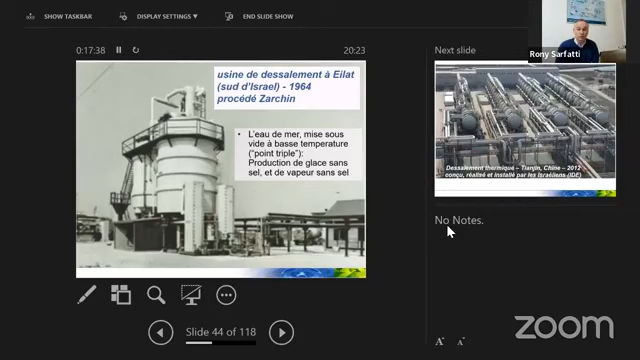 SHOW TASKBAR
DISPLAY SETTINGS ▼
END SLIDE SHOW
Rony Sarfatti
0:17:38
20:23
Next slide
usine de dessalement à Eilat
(sud d'Israel) - 1964
procédé Zarchin
• L'eau de mer, mise sous
vide à basse temperature
("point triple"):
Production de glace sans
sel, et de vapeur sans sel
Dessalement thermique – Tianjin, Chine – 2012
conçu, réalisé et installé par les Israéliens (IDE)
No Notes.
Slide 44 of 118
A A
zoom